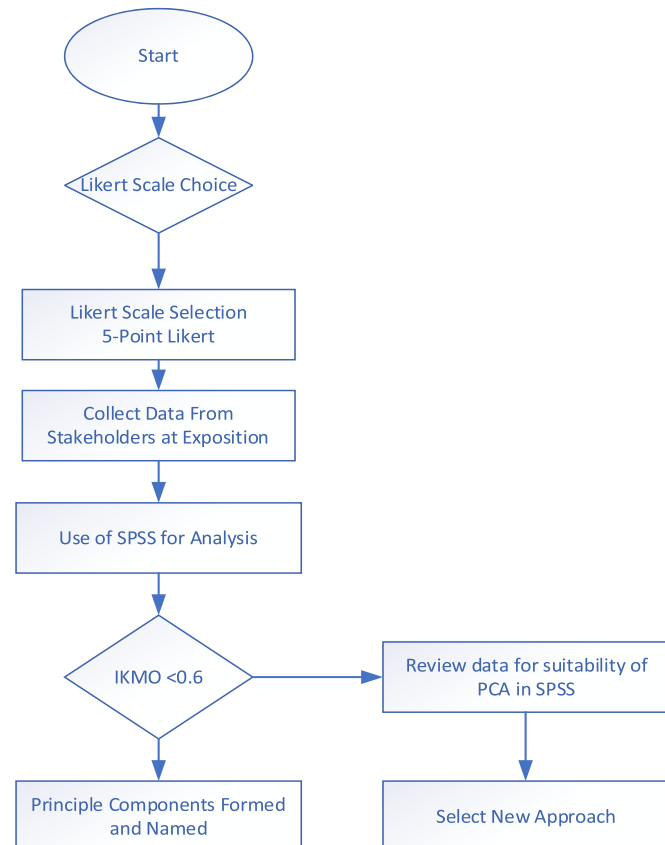 Start
Likert Scale Choice
Likert Scale Selection
5-Point Likert
Collect Data From
Stakeholders at Exposition
Use of SPSS for Analysis
IKMO <0.6
Review data for suitability of
PCA in SPSS
Principle Components Formed
and Named
Select New Approach